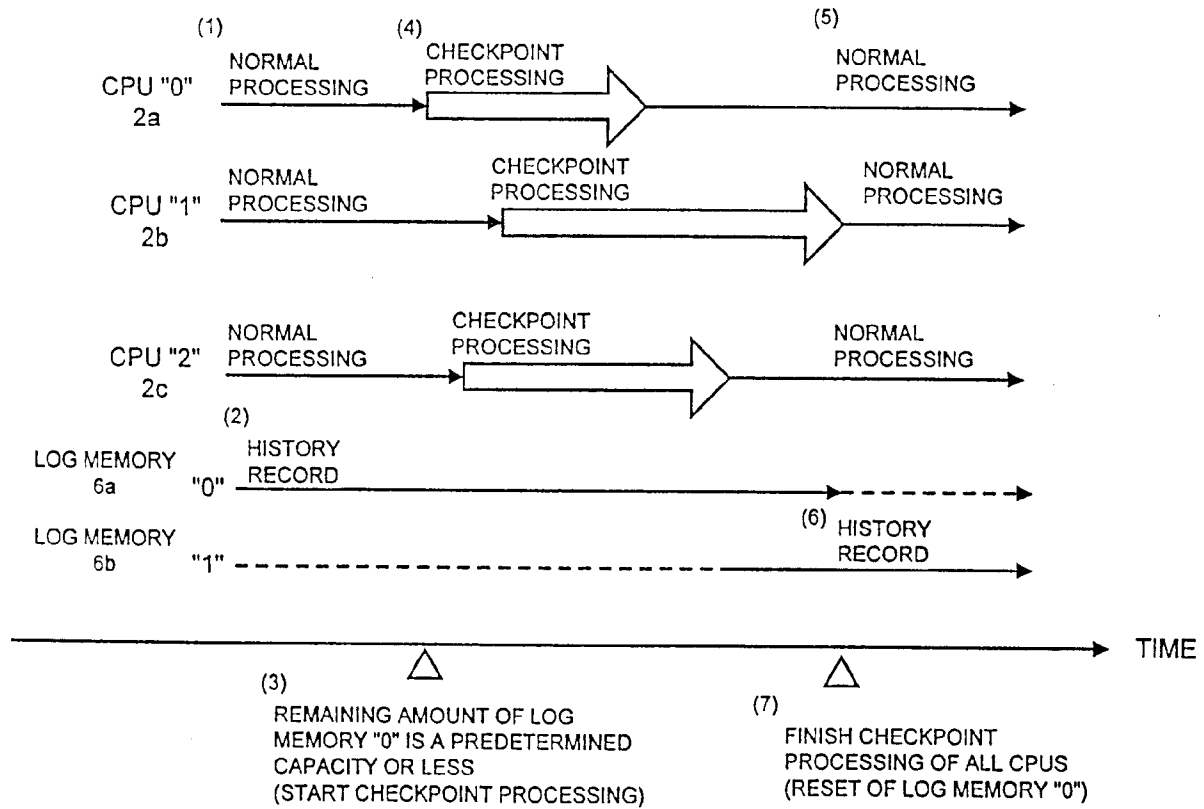 (1)
(4)
(5)
NORMAL
PROCESSING
CHECKPOINT
PROCESSING
NORMAL
PROCESSING
CPU "0"
2a
NORMAL
PROCESSING
CHECKPOINT
PROCESSING
NORMAL
PROCESSING
CPU "1"
2b
NORMAL
PROCESSING
CHECKPOINT
PROCESSING
NORMAL
PROCESSING
CPU "2"
2c
(2)
HISTORY
RECORD
LOG MEMORY
6a "0"
(6)
HISTORY
RECORD
LOG MEMORY
6b "1"
TIME
(3)
REMAINING AMOUNT OF LOG
MEMORY "0" IS A PREDETERMINED
CAPACITY OR LESS
(START CHECKPOINT PROCESSING)
(7)
FINISH CHECKPOINT
PROCESSING OF ALL CPUS
(RESET OF LOG MEMORY "0")